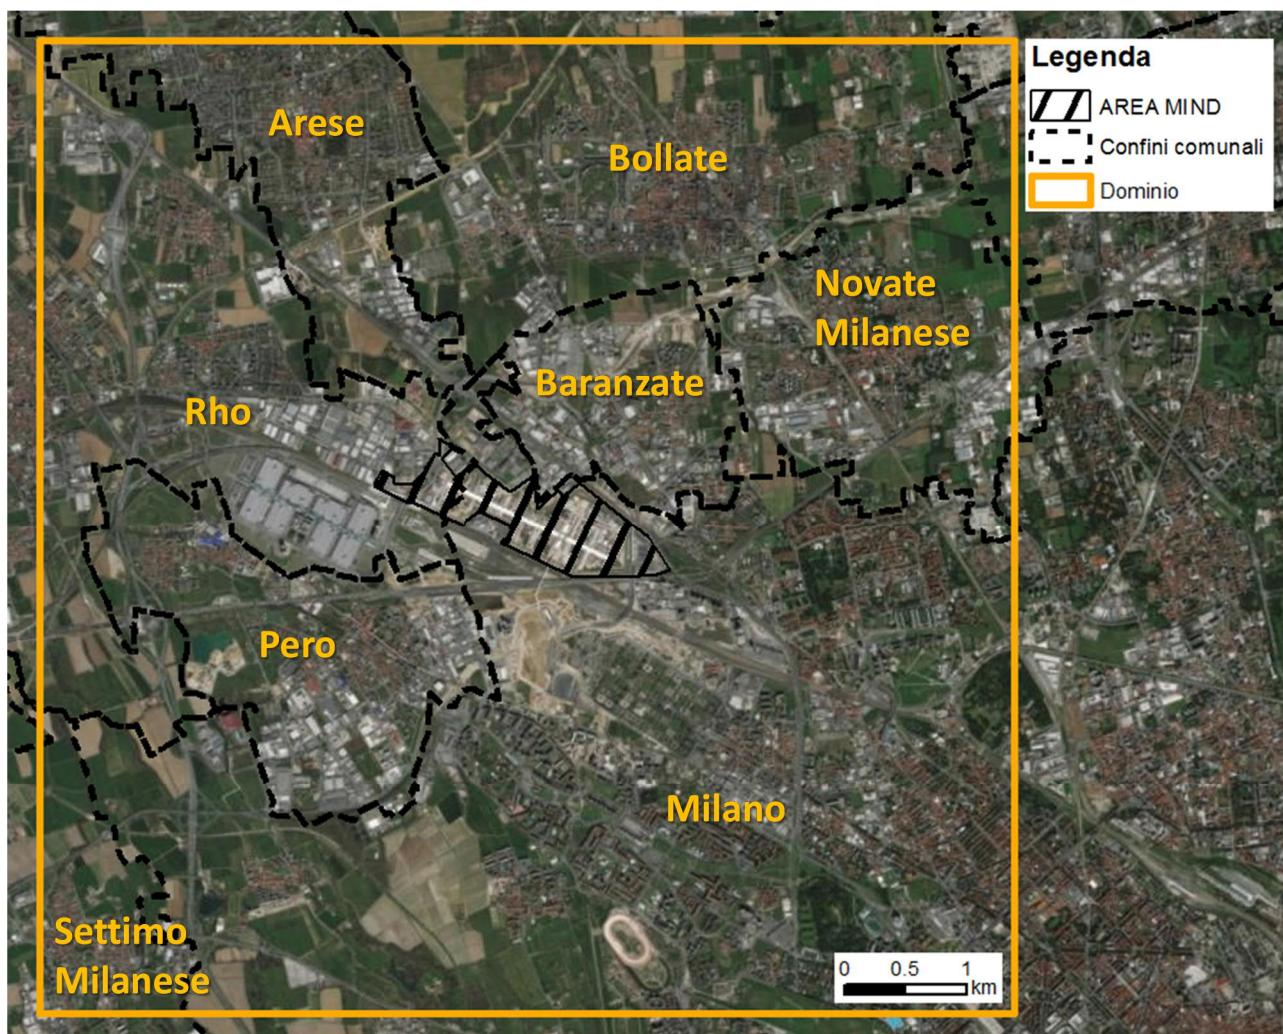 Legenda
AREA MIND
Confini comunali
Dominio
Arese
Bollate
Novate
Milanese
Baranzate
Rho
Pero
Milano
Settimo
Milanese
0 0.5 1
km